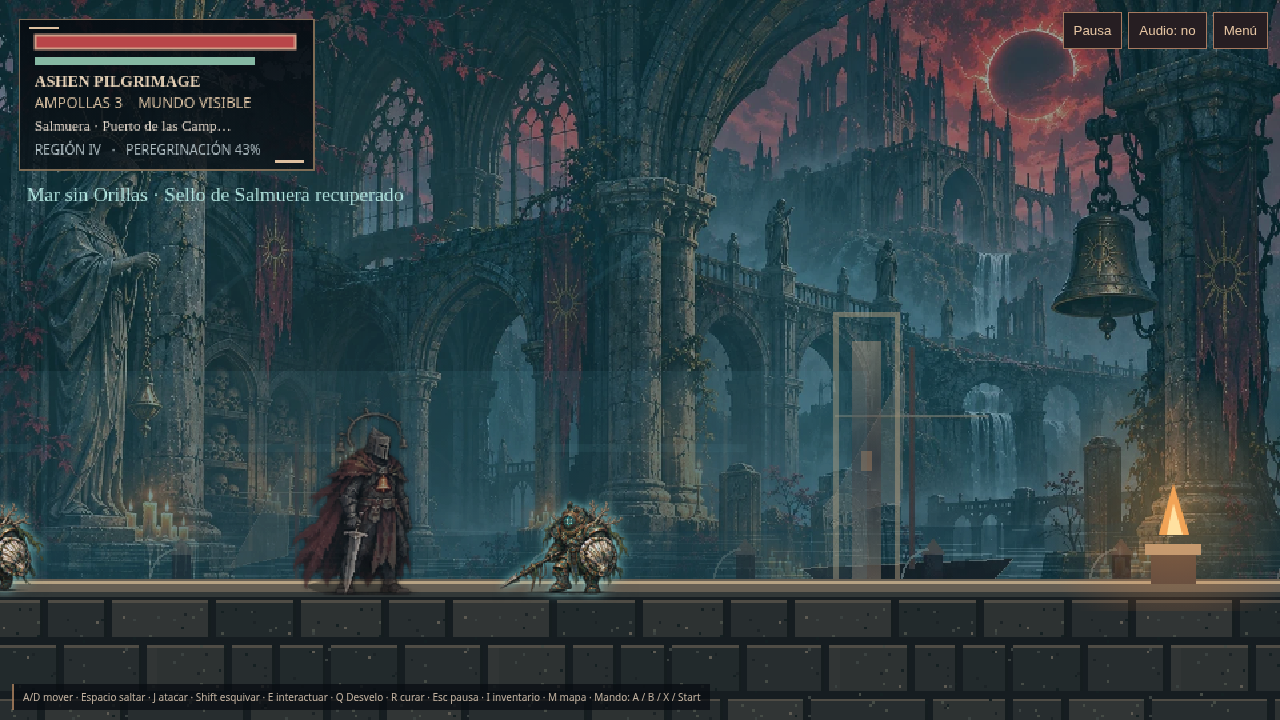 Pausa
Audio: no
Menú
ASHEN PILGRIMAGE
AMPOLLAS 3 MUNDO VISIBLE
Salmuera · Puerto de las Camp…
REGIÓN IV · PEREGRINACIÓN 43%
Mar sin Orillas · Sello de Salmuera recuperado
A/D mover · Espacio saltar · J atacar · Shift esquivar · E interactuar · Q Desvelo · R curar · Esc pausa · I inventario · M mapa · Mando: A / B / X / Start